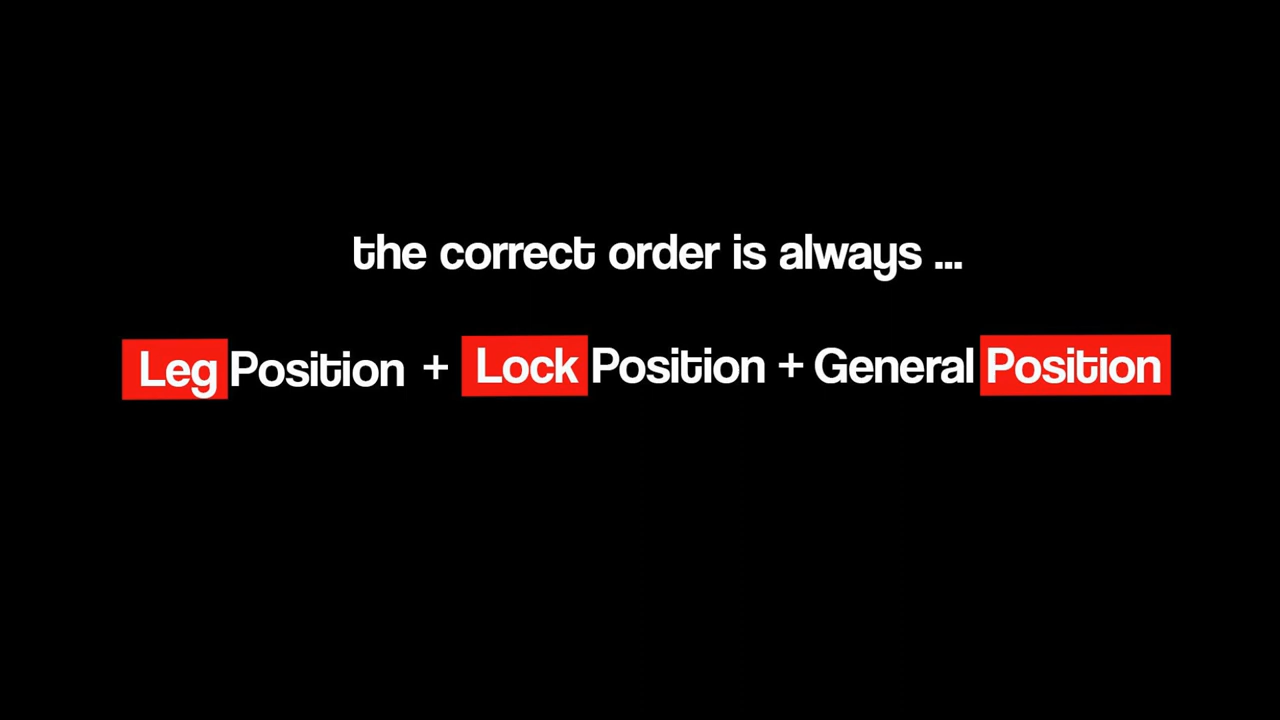 the correct order is always ...
Leg Position + Lock Position + General Position